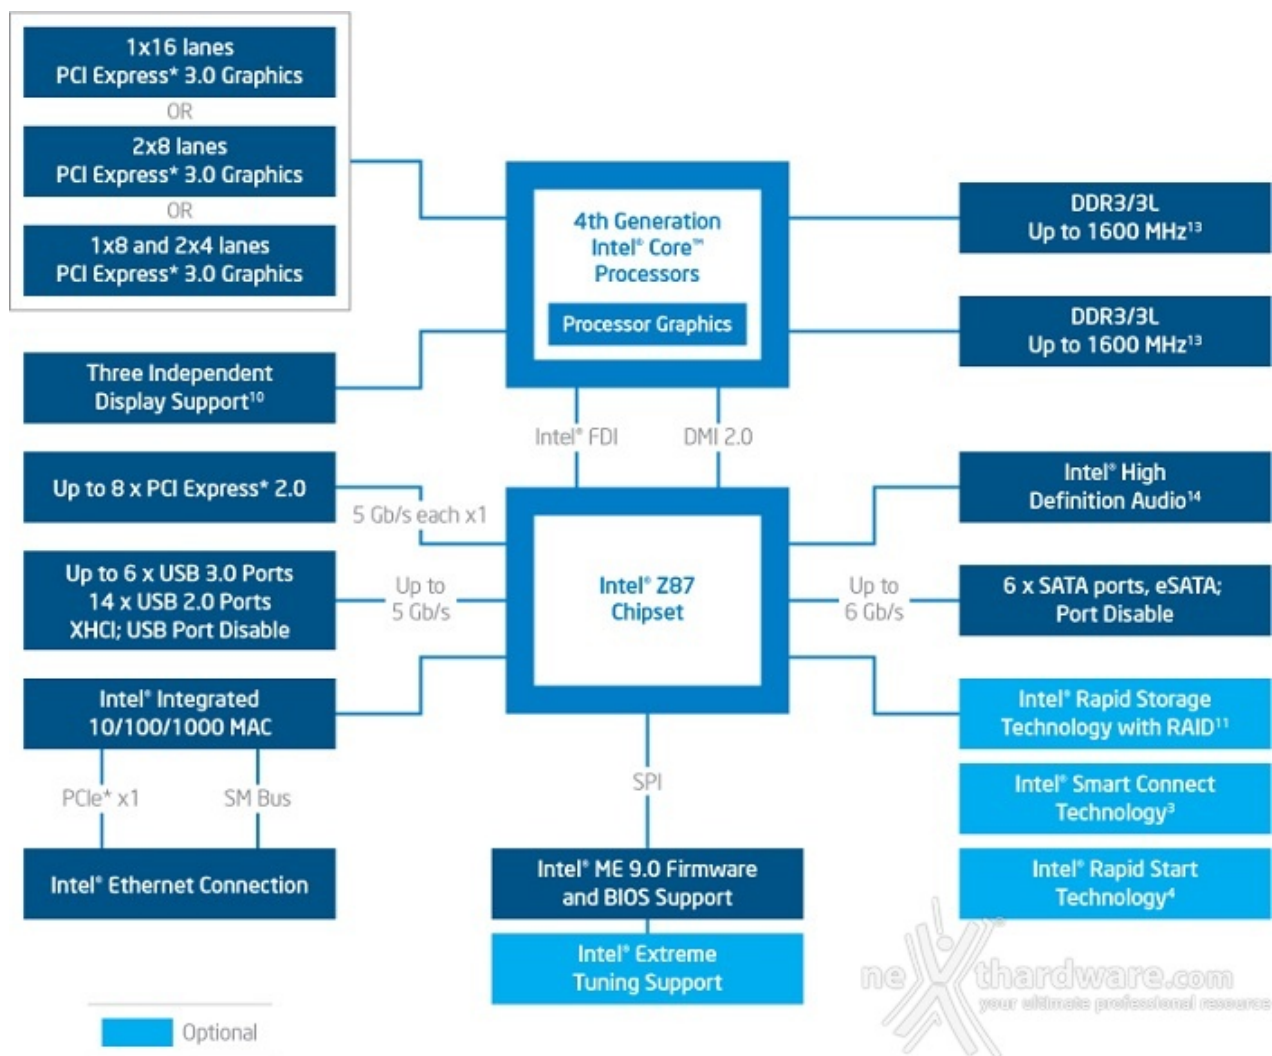 1x16 lanes
PCI Express* 3.0 Graphics
OR
2x8 lanes
PCI Express* 3.0 Graphics
OR
1x8 and 2x4 lanes
PCI Express* 3.0 Graphics
4th Generation
Intel® Core™
Processors
Processor Graphics
DDR3/3L
Up to 1600 MHz¹³
DDR3/3L
Up to 1600 MHz¹³
Three Independent
Display Support¹⁰
Intel® FDI
DMI 2.0
Up to 8 x PCI Express* 2.0
5 Gb/s each x1
Intel® High
Definition Audio¹⁴
Up to 6 x USB 3.0 Ports
14 x USB 2.0 Ports
XHCI; USB Port Disable
Up to
5 Gb/s
Intel® Z87
Chipset
Up to
6 Gb/s
6 x SATA ports, eSATA;
Port Disable
Intel® Integrated
10/100/1000 MAC
Intel® Rapid Storage
Technology with RAID¹¹
PCIe* x1
SM Bus
SPI
Intel® Smart Connect
Technology³
Intel® Ethernet Connection
Intel® ME 9.0 Firmware
and BIOS Support
Intel® Rapid Start
Technology⁴
Intel® Extreme
Tuning Support
Optional
nexthardware.com
your ultimate professional resource